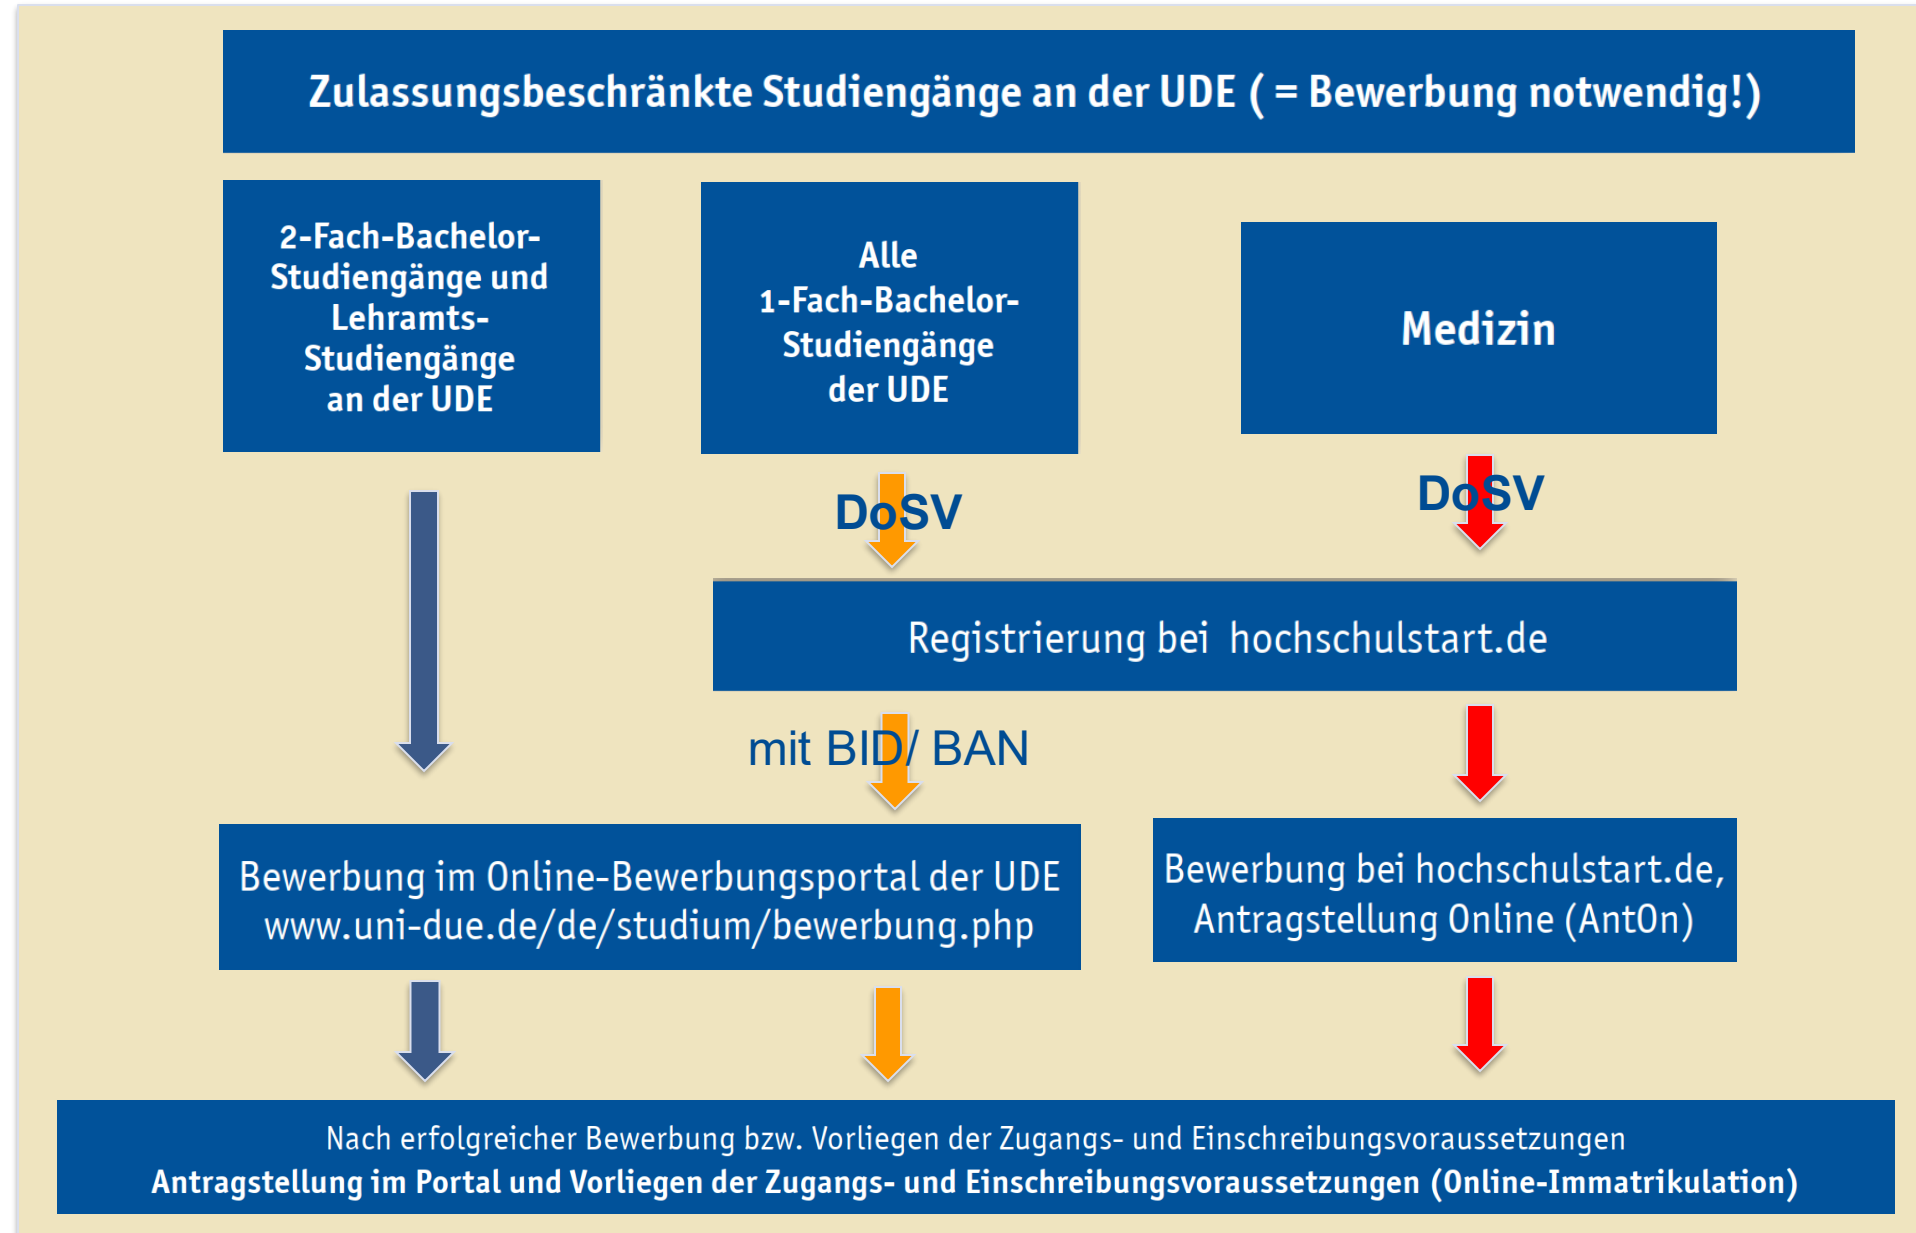 Zulassungsbeschränkte Studiengänge an der UDE ( = Bewerbung notwendig!)
2-Fach-Bachelor-
Studiengänge und
Lehramts-
Studiengänge
an der UDE
Alle
1-Fach-Bachelor-
Studiengänge
der UDE
Medizin
DoSV
DoSV
Registrierung bei hochschulstart.de
mit BID/ BAN
Bewerbung im Online-Bewerbungsportal der UDE
www.uni-due.de/de/studium/bewerbung.php
Bewerbung bei hochschulstart.de,
Antragstellung Online (AntOn)
Nach erfolgreicher Bewerbung bzw. Vorliegen der Zugangs- und Einschreibungsvoraussetzungen
Antragstellung im Portal und Vorliegen der Zugangs- und Einschreibungsvoraussetzungen (Online-Immatrikulation)